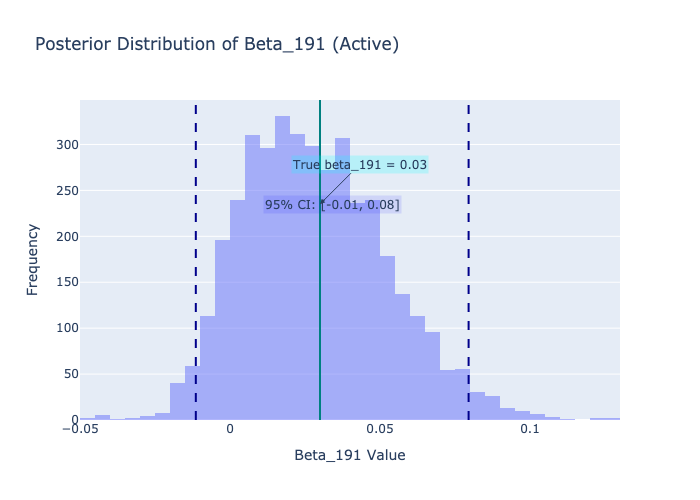 Posterior Distribution of Beta_191 (Active)
300
True beta_191 = 0.03
250
95% CI: [-0.01, 0.08]
200
150
100
50
0
−0.05
0
0.05
0.1
Frequency
Beta_191 Value